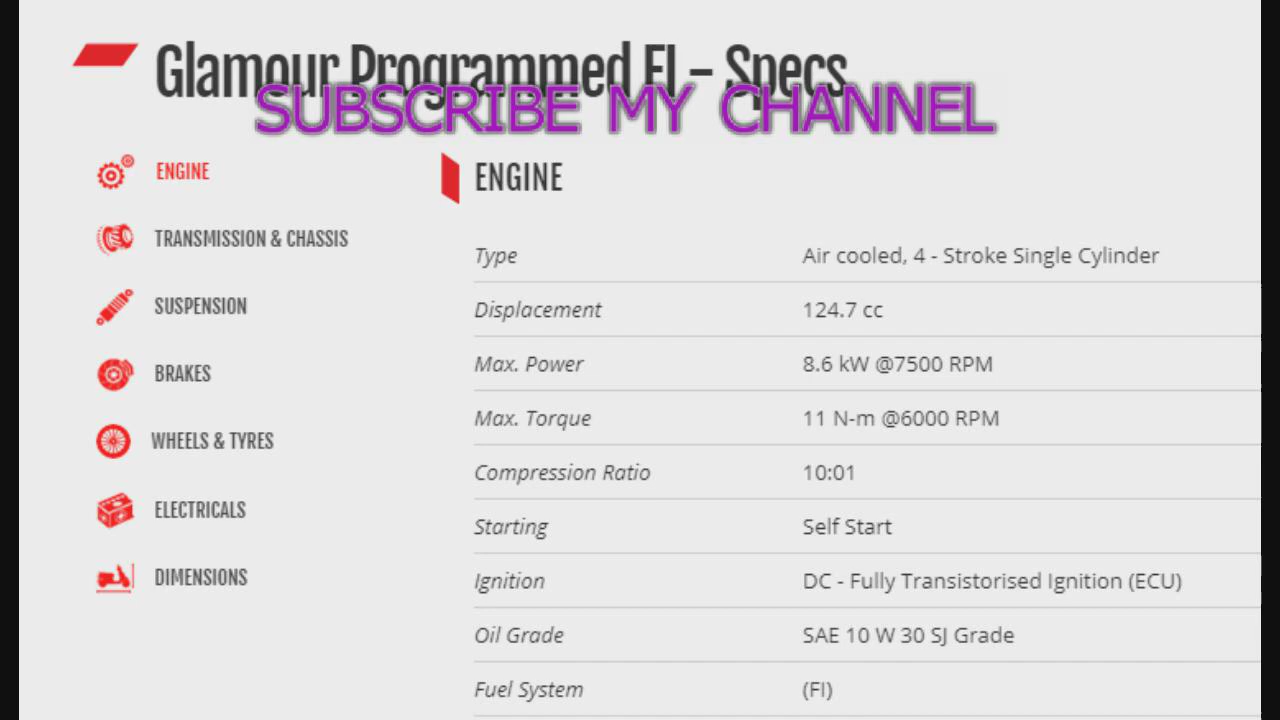 Glamour Programmed FI – Specs
SUBSCRIBE MY CHANNEL
ENGINE
TRANSMISSION & CHASSIS
SUSPENSION
BRAKES
WHEELS & TYRES
ELECTRICALS
DIMENSIONS
ENGINE
Type Air cooled, 4 - Stroke Single Cylinder
Displacement 124.7 cc
Max. Power 8.6 kW @7500 RPM
Max. Torque 11 N-m @6000 RPM
Compression Ratio 10:01
Starting Self Start
Ignition DC - Fully Transistorised Ignition (ECU)
Oil Grade SAE 10 W 30 SJ Grade
Fuel System (FI)